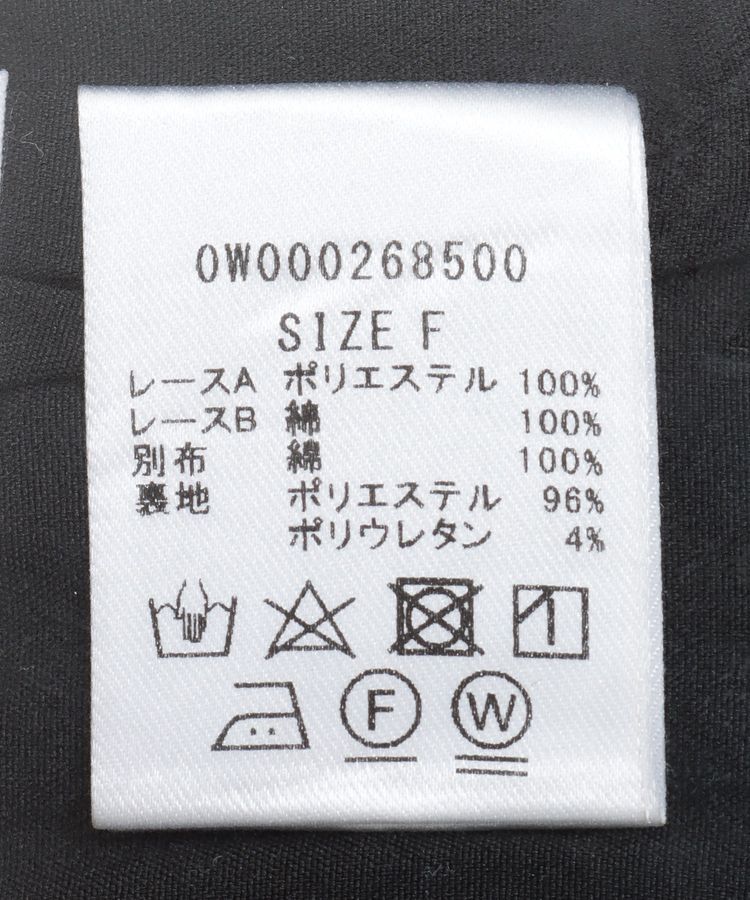 0W000268500
SIZE F
レースA ポリエステル 100%
レースB 綿 100%
別布 綿 100%
裏地 ポリエステル 96%
ポリウレタン 4%
F W